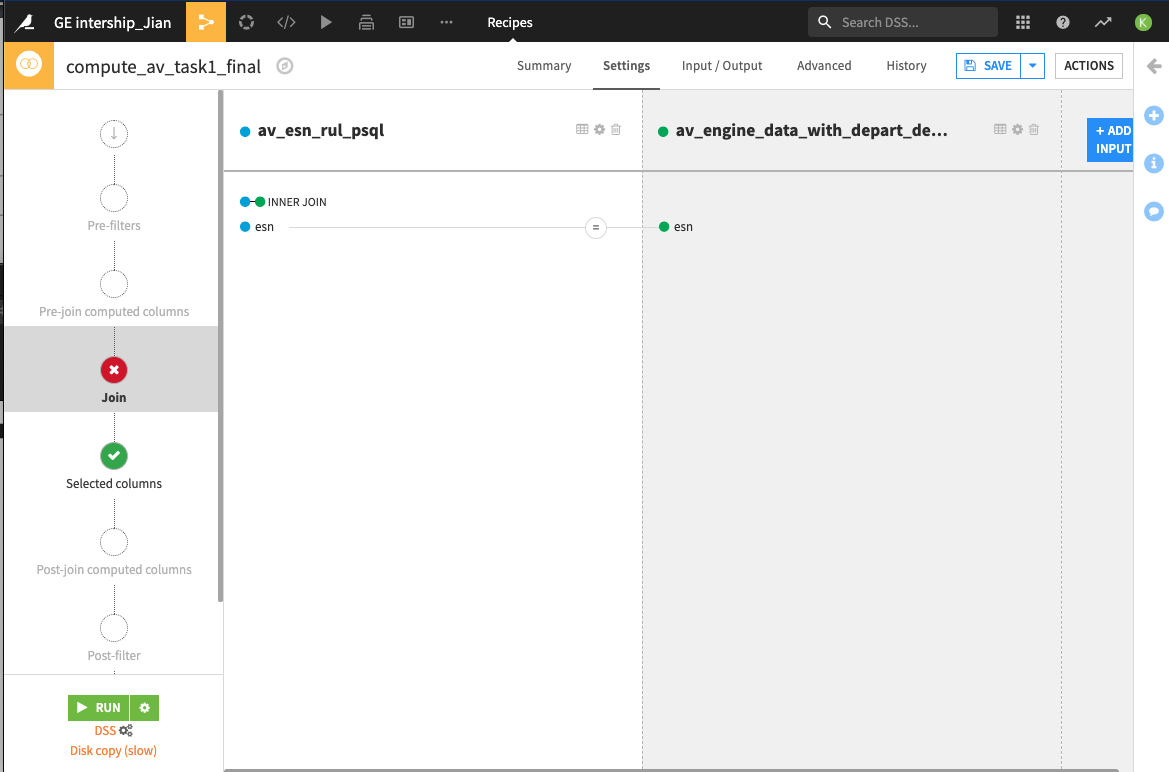 GE intership_Jian
Recipes
Search DSS...
K
compute_av_task1_final
Summary
Settings
Input / Output
Advanced
History
SAVE
ACTIONS
Pre-filters
Pre-join computed columns
Join
Selected columns
Post-join computed columns
Post-filter
RUN
DSS
Disk copy (slow)
av_esn_rul_psql
av_engine_data_with_depart_de...
+ ADD
INPUT
INNER JOIN
esn
=
esn